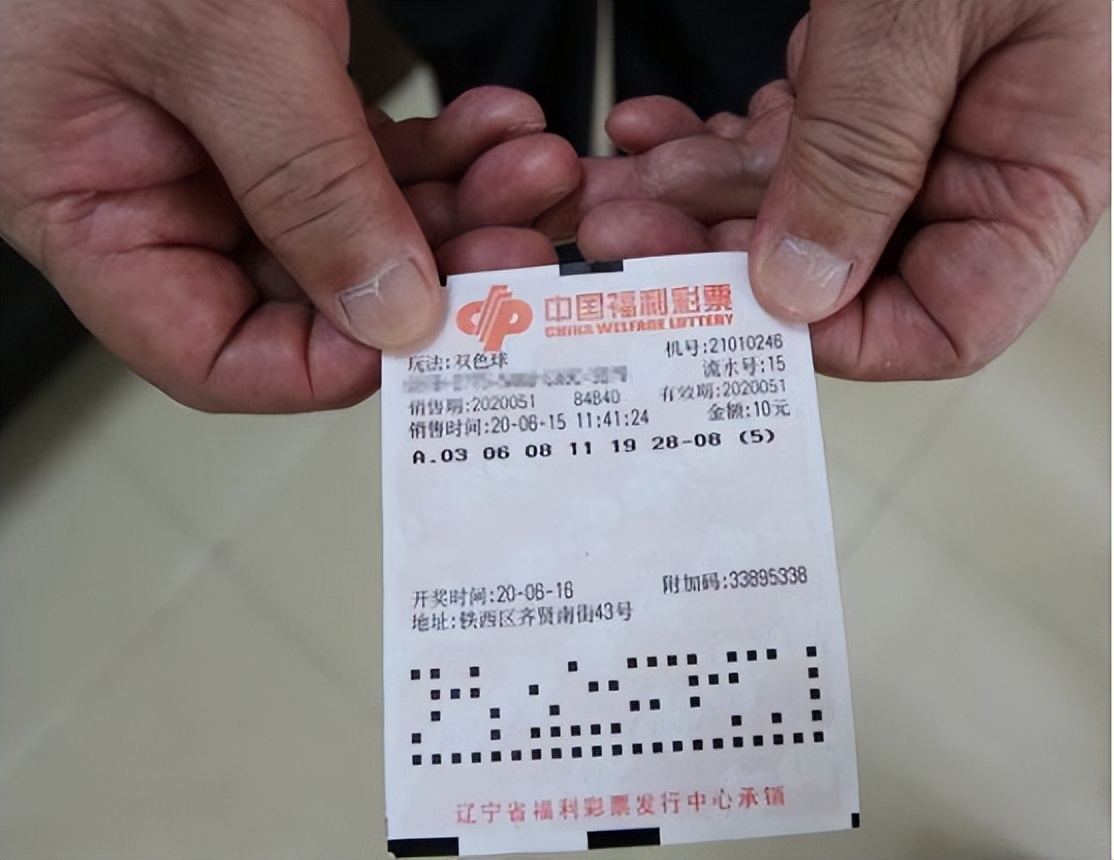 中国福利彩票
CHINA WELFARE LOTTERY
玩法:双色球 机号:21010246
流水号:15
销售期:2020051 84840 有效期:2020051
销售时间:20-06-15 11:41:24 金额:10元
A.03 06 08 11 19 28-08 (5)
开奖时间:20-06-16 附加码:33895338
地址:铁西区齐贤南街43号
辽宁省福利彩票发行中心承销